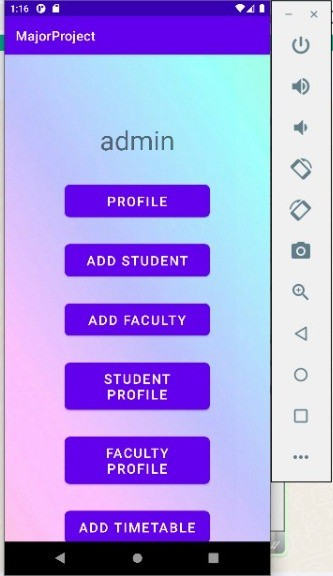 1:16
MajorProject
admin
PROFILE
ADD STUDENT
ADD FACULTY
STUDENT
PROFILE
FACULTY
PROFILE
ADD TIMETABLE